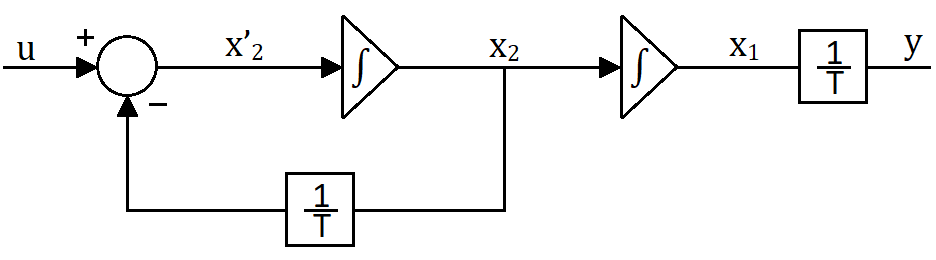 u
+
−
x’₂
∫
x₂
∫
x₁
1
T
y
1
T